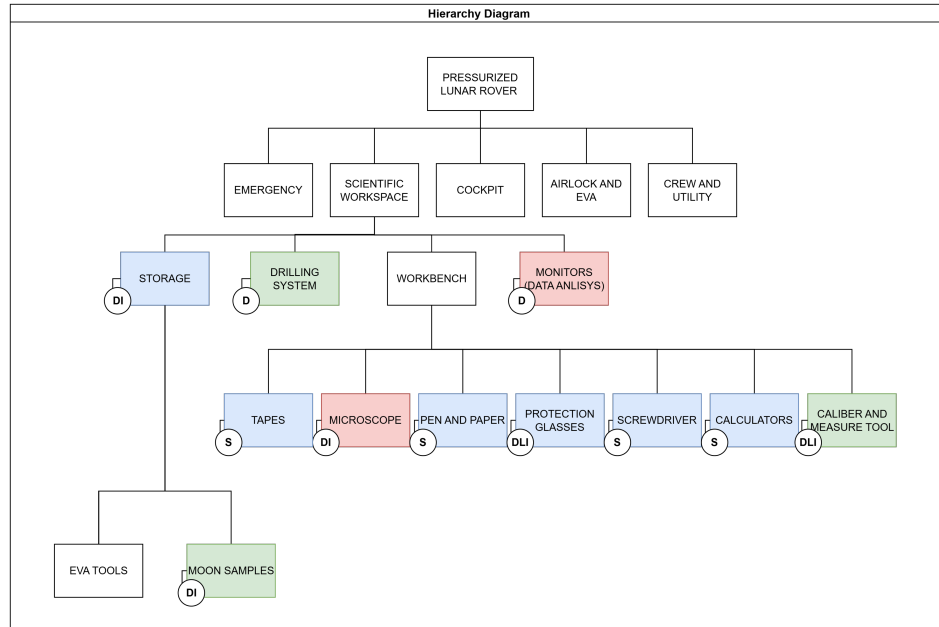 Hierarchy Diagram
PRESSURIZED
LUNAR ROVER
EMERGENCY
SCIENTIFIC
WORKSPACE
COCKPIT
AIRLOCK AND
EVA
CREW AND
UTILITY
STORAGE
DI
DRILLING
SYSTEM
D
WORKBENCH
MONITORS
(DATA ANLISYS)
D
TAPES
S
MICROSCOPE
DI
PEN AND PAPER
S
PROTECTION
GLASSES
DLI
SCREWDRIVER
S
CALCULATORS
S
CALIBER AND
MEASURE TOOL
DLI
EVA TOOLS
MOON SAMPLES
DI